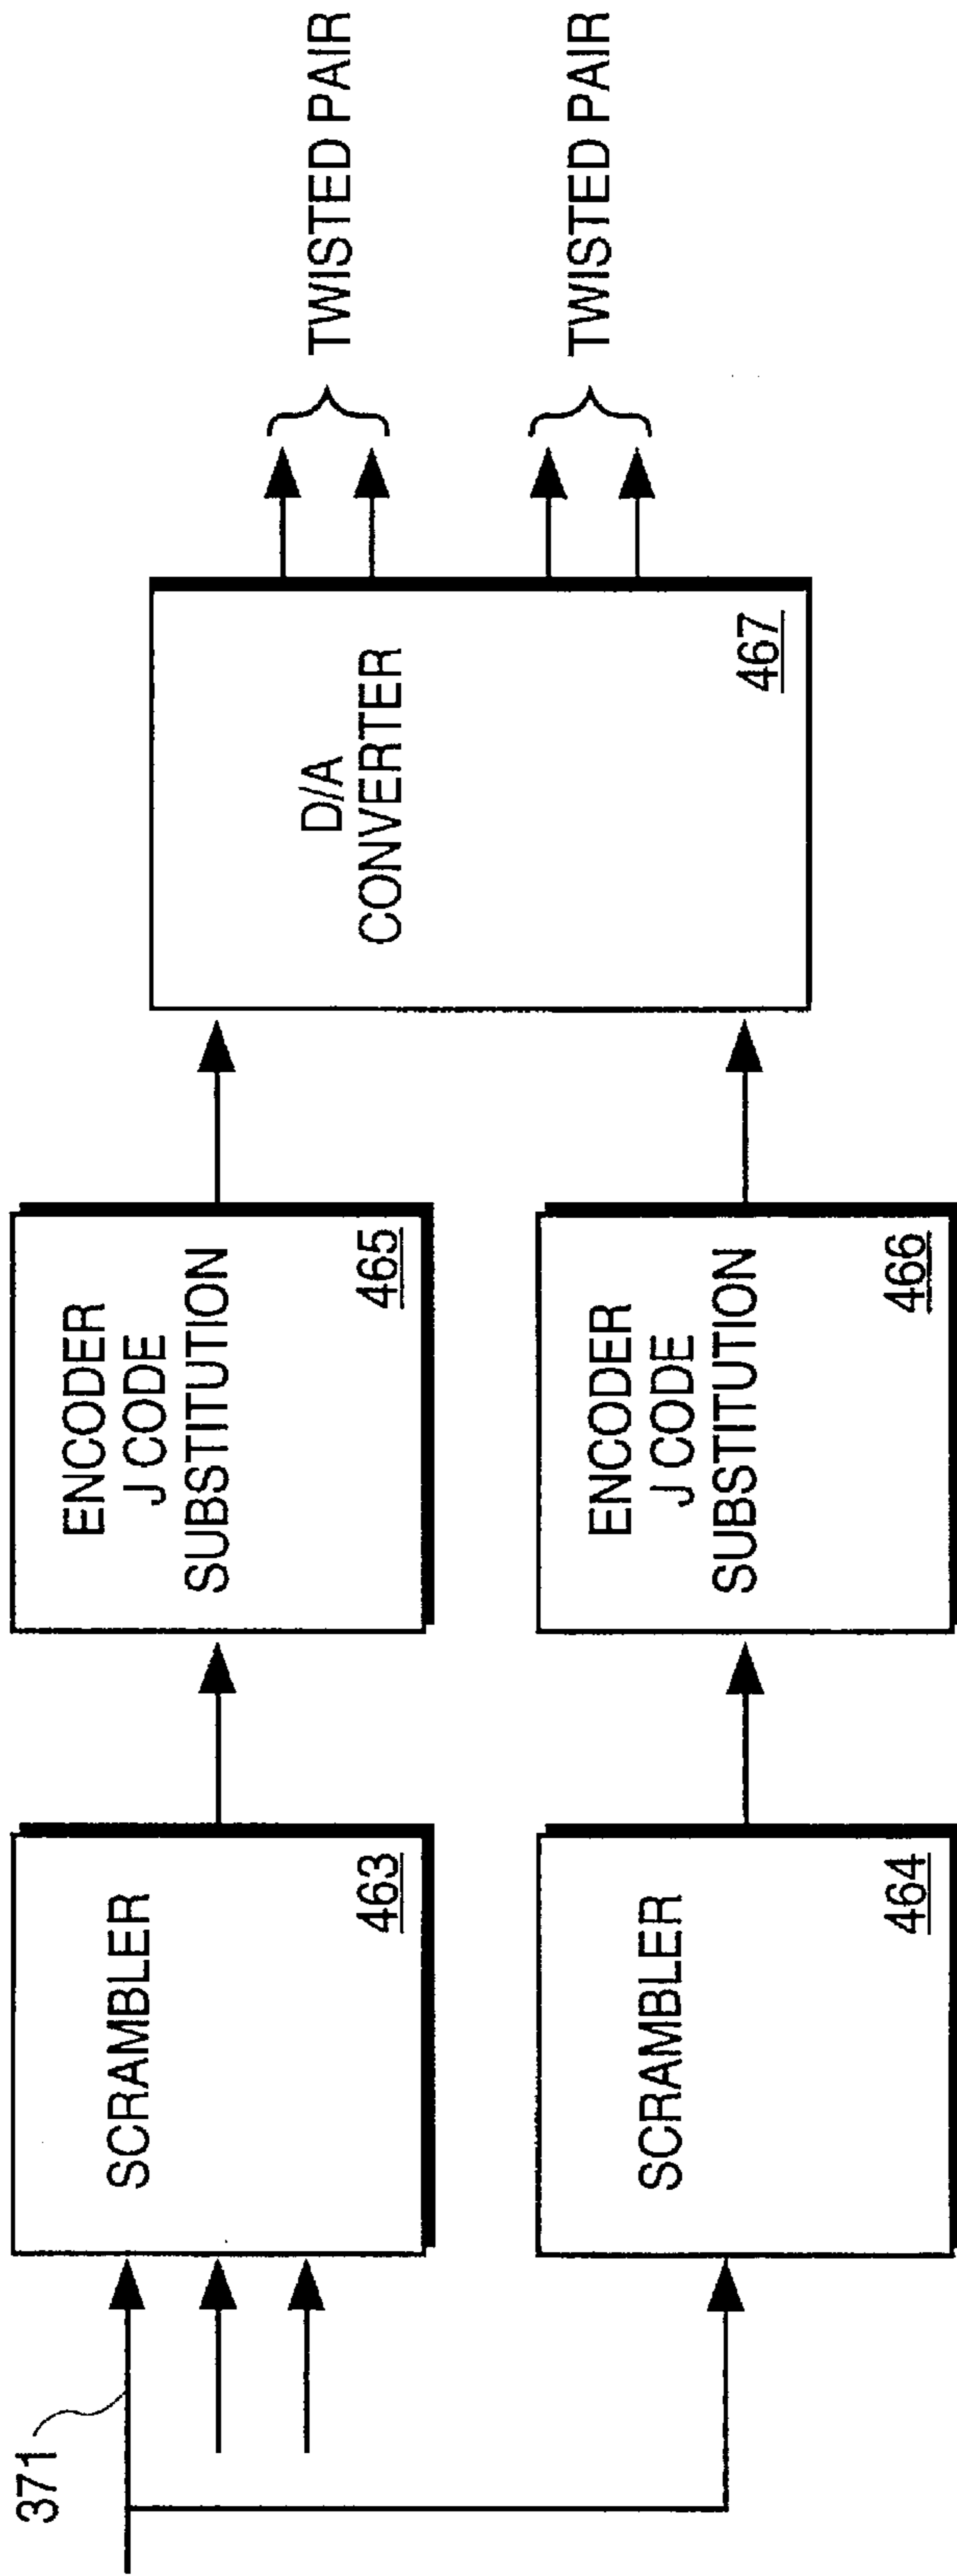 371
SCRAMBLER
463
ENCODER
J CODE
SUBSTITUTION
465
D/A
CONVERTER
467
TWISTED PAIR
TWISTED PAIR
SCRAMBLER
464
ENCODER
J CODE
SUBSTITUTION
466